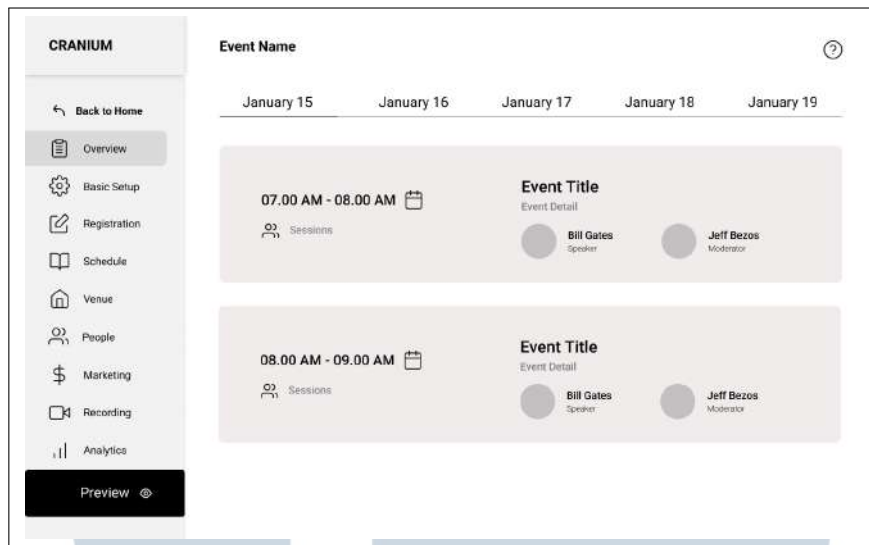 CRANIUM
Event Name
Back to Home
Overview
Basic Setup
Registration
Schedule
Venue
People
Marketing
Recording
Analytics
Preview
January 15 January 16 January 17 January 18 January 19
07.00 AM - 08.00 AM
Sessions
Event Title
Event Detail
Bill Gates
Speaker
Jeff Bezos
Moderator
08.00 AM - 09.00 AM
Sessions
Event Title
Event Detail
Bill Gates
Speaker
Jeff Bezos
Moderator